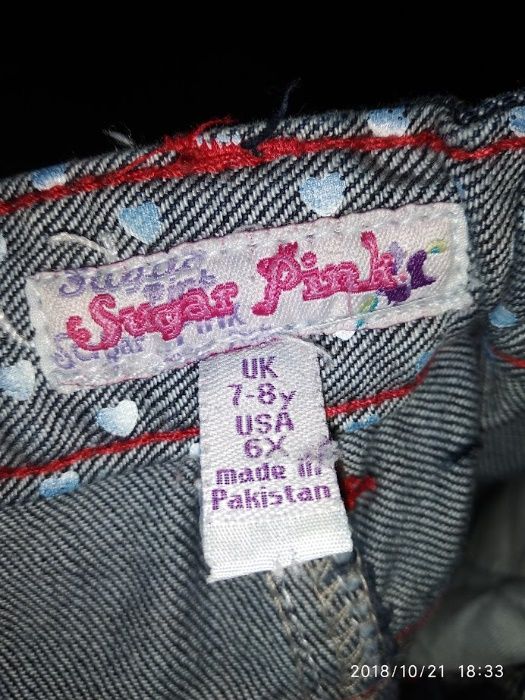 Sugar Pink
UK
7-8y
USA
6X
made in
Pakistan
2018/10/21 18:33